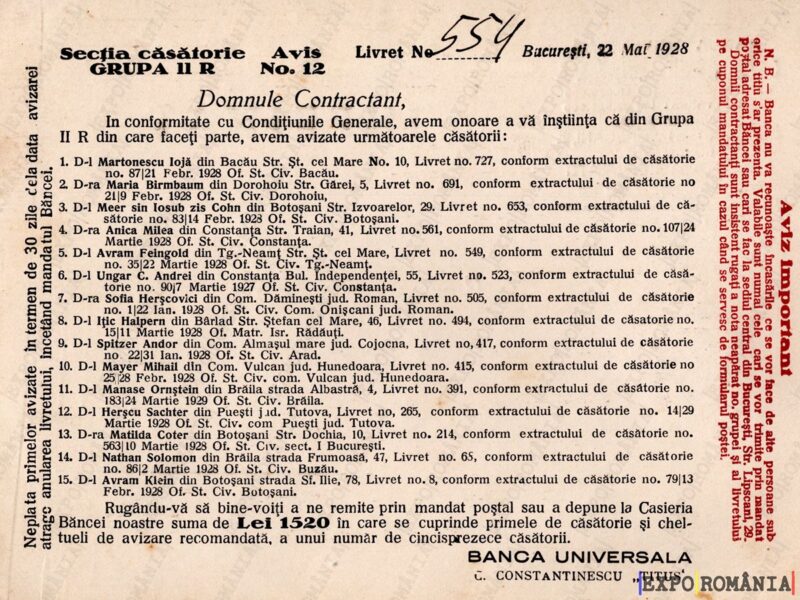 Secția căsătorie Avis Livret No 554 București, 22 Mai 1928
GRUPA II R No. 12
Domnule Contractant,
In conformitate cu Condițiunile Generale, avem onoare a vă înștiința că din Grupa
II R din care faceți parte, avem avizate următoarele căsătorii:
1. D-l Martonescu Iojă din Bacău Str. Șt. cel Mare No. 10, Livret no. 727, conform extractului de căsătorie
no. 87|21 Febr. 1928 Of. St. Civ. Bacău.
2. D-ra Maria Birmbaum din Dorohoiu Str. Gărei, 5, Livret no. 691, conform extractului de căsătorie no
21|9 Febr. 1928 Of. St. Civ. Dorohoiu,
3. D-l Meer sin Iosub zis Cohn din Botoșani Str. Izvoarelor, 29. Livret no. 653, conform extractului de că-
sătorie no. 83|14 Febr. 1928 Of. St. Civ. Botoșani.
4. D-ra Anica Milea din Constanța Str. Traian, 41, Livret no. 561, conform extractului de căsătorie no. 107|24
Martie 1928 Of. St. Civ. Constanța.
5. D-l Avram Feingold din Tg.-Neamț Str. Șt. cel Mare, Livret no. 549, conform extractului de căsătorie
no. 35|22 Martie 1928 Of. St. Civ. Tg.-Neamț.
6. D-l Ungar C. Andrei din Constanța Bul. Independenței, 55, Livret no. 523, conform extractului de căsă-
torie no. 90|7 Martie 1927 Of. St. Civ. Constanța.
7. D-ra Sofia Herșcovici din Com. Dăminești jud. Roman, Livret no. 505, conform extractului de căsătorie
no. 1|22 Ian. 1928 Of. St. Civ. Com. Onișcani jud. Roman.
8. D-l Ițic Halpern din Bârlad Str. Ștefan cel Mare, 46, Livret no. 494, conform extractului de căsătorie no.
15|11 Martie 1928 Of. Matr. Isr. Rădăuți.
9. D-l Spitzer Andor din Com. Almașul mare jud. Cojocna, Livret no, 417, conform extractului de căsătorie
no 22|31 Ian. 1928 Of. St. Civ. Arad.
10. D-l Mayer Mihail din Com. Vulcan jud. Hunedoara, Livret no. 415, conform extractului de căsătorie no
25|28 Febr. 1928 Of. St. Civ. com. Vulcan jud. Hunedoara.
11. D-l Manase Ornștein din Brăila strada Albastră, 4, Livret no. 391, conform extractului de căsătorie no.
183|24 Martie 1929 Of. St. Civ. Brăila.
12. D-l Herșcu Sachter din Puești jud. Tutova, Livret no, 265, conform extractului de căsătorie no. 14|29
Martie 1928 Of. St. Civ. com Puești jud. Tutova.
13. D-ra Matilda Coter din Botoșani Str. Dochia, 10, Livret no. 214, conform extractului de căsătorie no.
563|10 Martie 1928 Of. St. Civ. sect. I București.
14. D-l Nathan Solomon din Brăila strada Frumoasă, 47, Livret no. 65, conform extractului de căsătorie
no. 86|2 Martie 1928 Of. St. Civ. Buzău.
15. D-l Avram Klein din Botoșani strada Sf. Ilie, 78, Livret no. 8, conform extractului de căsătorie no. 79|13
Febr. 1928 Of. St. Civ. Botoșani.
Rugându-vă să bine-voiți a ne remite prin mandat poștal sau a depune la Casieria
Băncei noastre suma de Lei 1520 în care se cuprinde primele de căsătorie și chel-
tueli de avizare recomandată, a unui număr de cincisprezece căsătorii.
BANCA UNIVERSALA
C. CONSTANTINESCU „TITUS"
Neplata primelor avizate în termen de 30 zile dela data avizarei
atrage anularea livretului, încetând mandatul Băncei.
Aviz important
N. B. — Banca nu va recunoaște încasările ce se vor face de alte persoane sub
orice titlu s'ar prezenta. Valabile sunt numai cele cari se vor trimite prin mandat
poștal adresat Băncei sau cari se fac la sediul central din București, Str. Lipscani, 29.
Domnii contractanți sunt insistent rugați a nota neapărat no. grupei și al livretului
pe cuponul mandatului în cazul când se servesc de formularul poștei.
EXPO ROMÂNIA